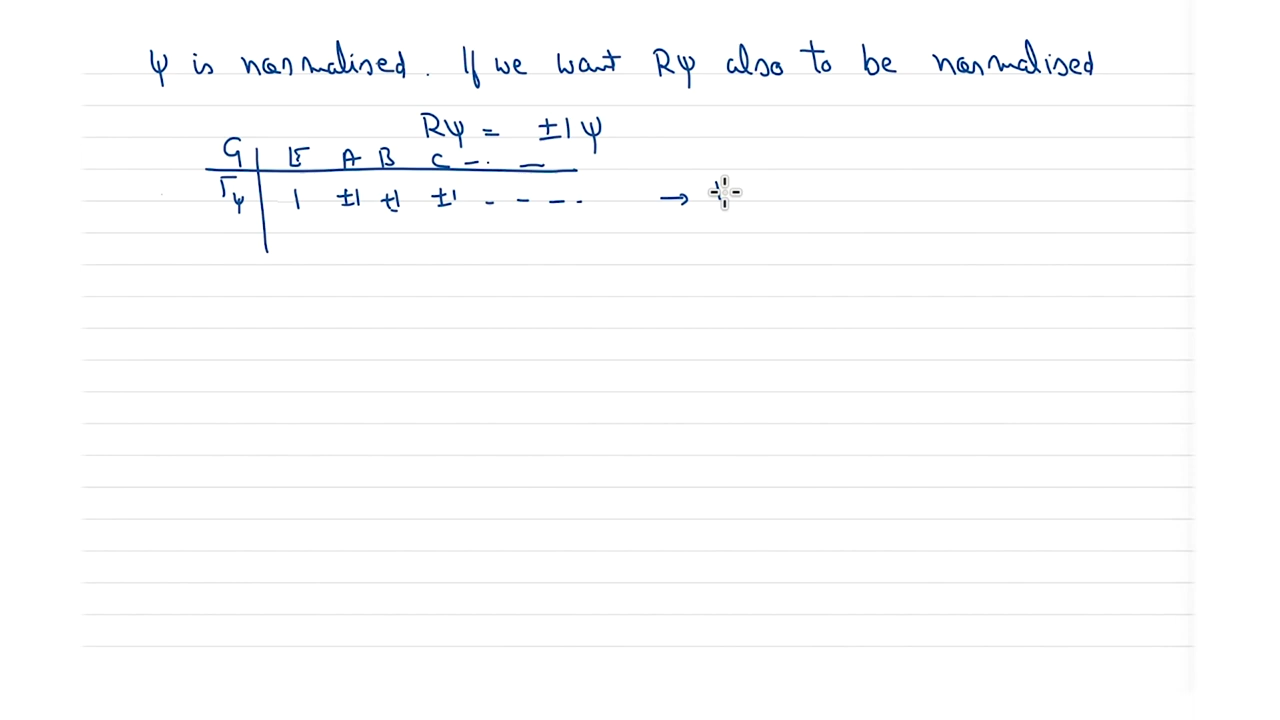 ψ is normalised. If we want Rψ also to be normalised
Rψ = ±1 ψ
G | E A B C -- —
Γψ | 1 ±1 ±1 ±1 - - - - →